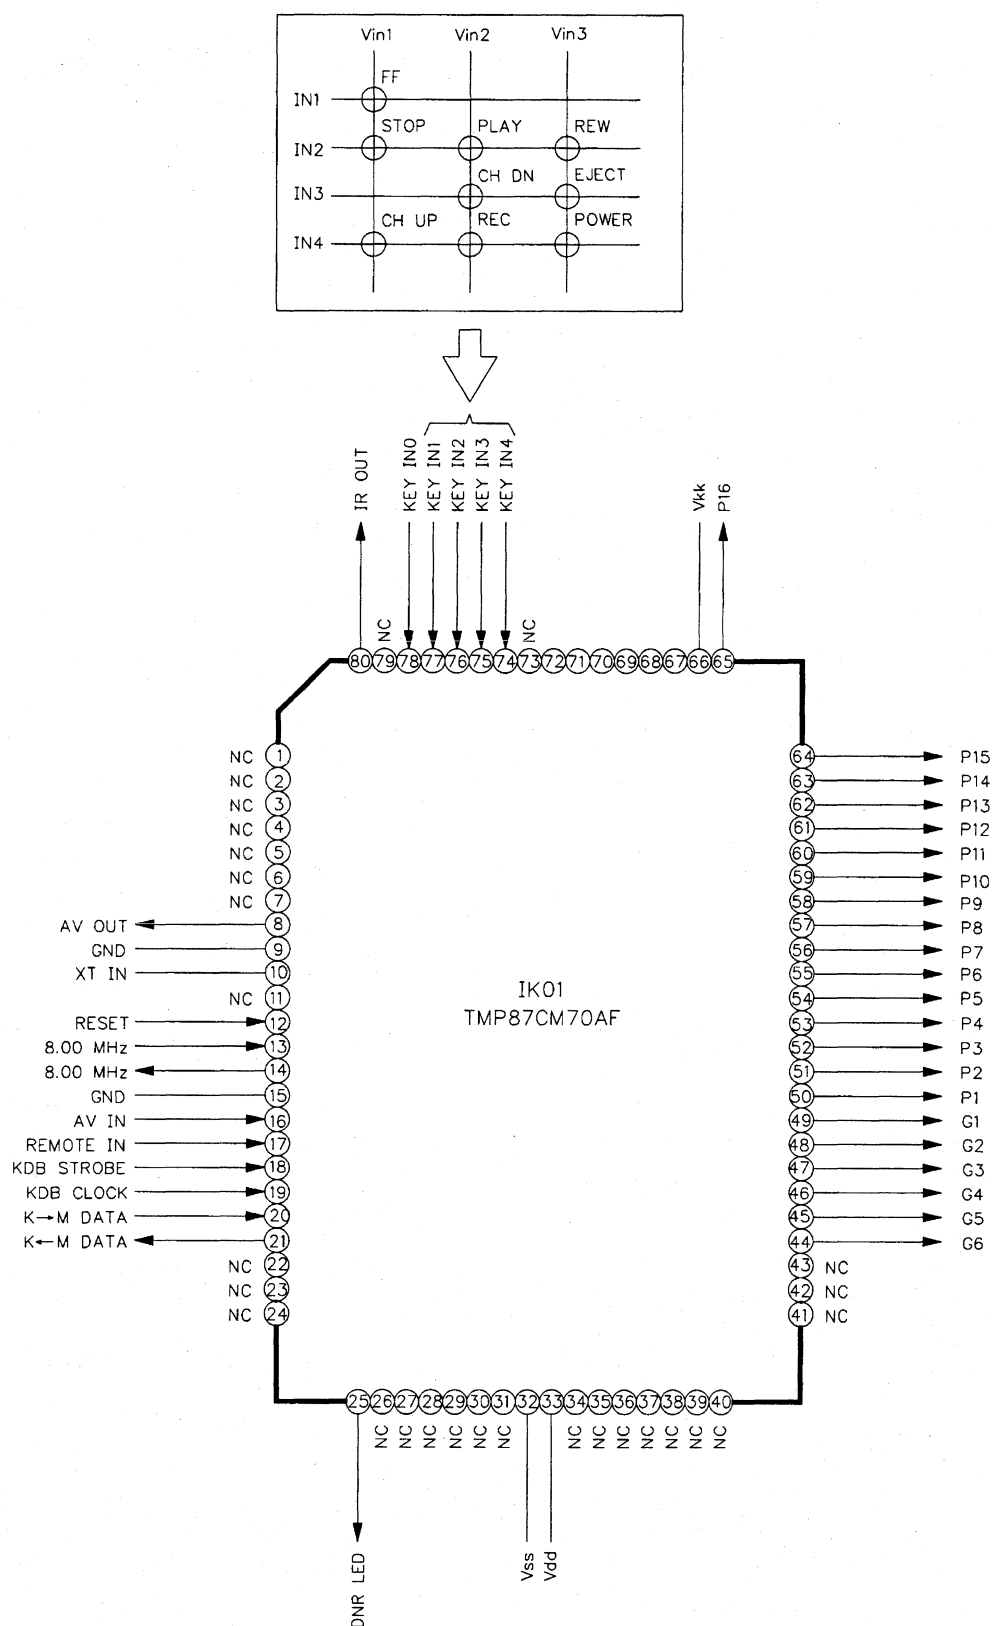 Vin1 Vin2 Vin3
FF
IN1
STOP PLAY REW
IN2
CH DN EJECT
IN3
CH UP REC POWER
IN4
IR OUT
KEY IN0
KEY IN1
KEY IN2
KEY IN3
KEY IN4
Vkk
P16
NC
NC
80 79 78 77 76 75 74 73 72 71 70 69 68 67 66 65
NC 1
NC 2
NC 3
NC 4
NC 5
NC 6
NC 7
AV OUT 8
GND 9
XT IN 10
NC 11
RESET 12
8.00 MHz 13
8.00 MHz 14
GND 15
AV IN 16
REMOTE IN 17
KDB STROBE 18
KDB CLOCK 19
K→M DATA 20
K←M DATA 21
NC 22
NC 23
NC 24
IK01
TMP87CM70AF
64 P15
63 P14
62 P13
61 P12
60 P11
59 P10
58 P9
57 P8
56 P7
55 P6
54 P5
53 P4
52 P3
51 P2
50 P1
49 G1
48 G2
47 G3
46 G4
45 G5
44 G6
43 NC
42 NC
41 NC
25 26 27 28 29 30 31 32 33 34 35 36 37 38 39 40
NC NC NC NC NC NC NC NC NC NC NC NC NC
DNR LED
Vss
Vdd